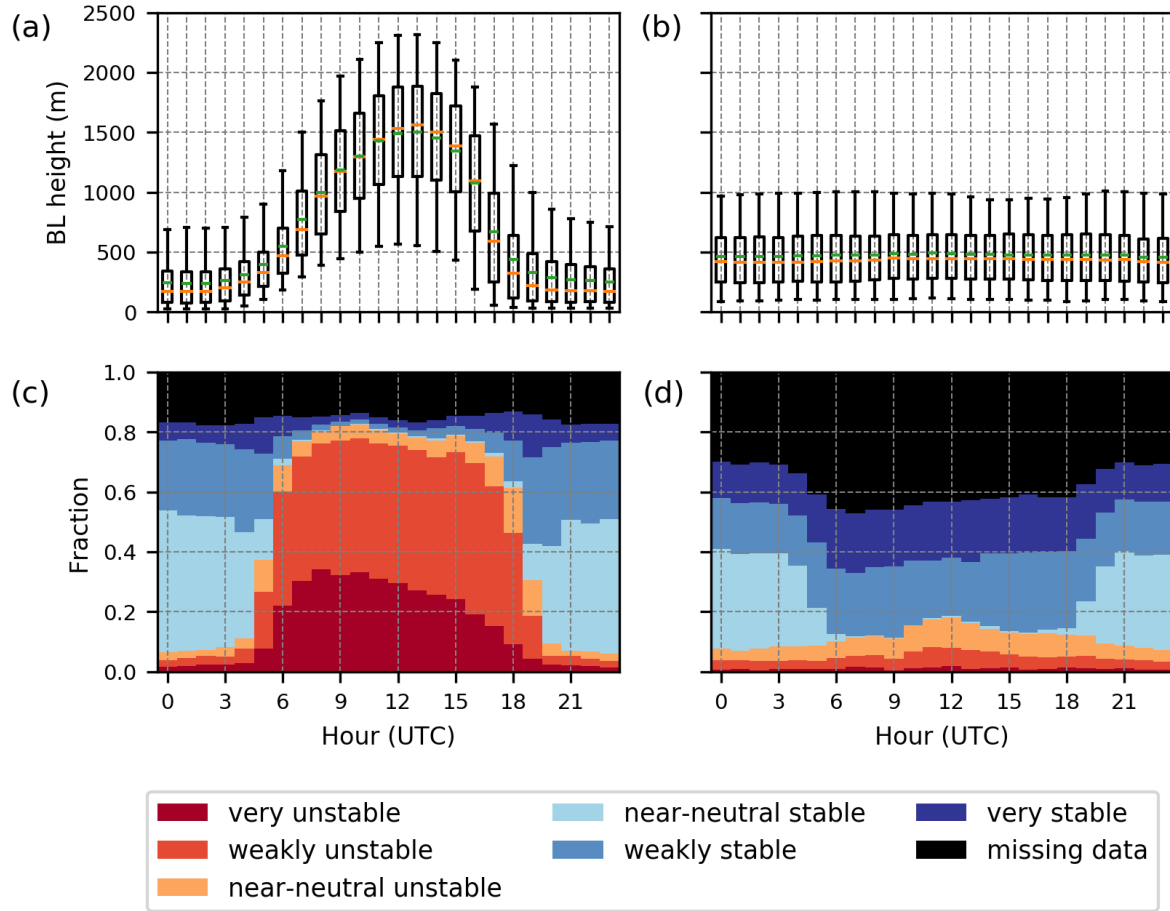 (a)
(b)
2500
2000
1500
1000
500
0
BL height (m)
(c)
(d)
1.0
0.8
0.6
0.4
0.2
0.0
Fraction
0 3 6 9 12 15 18 21
0 3 6 9 12 15 18 21
Hour (UTC)
Hour (UTC)
very unstable
weakly unstable
near-neutral unstable
near-neutral stable
weakly stable
very stable
missing data